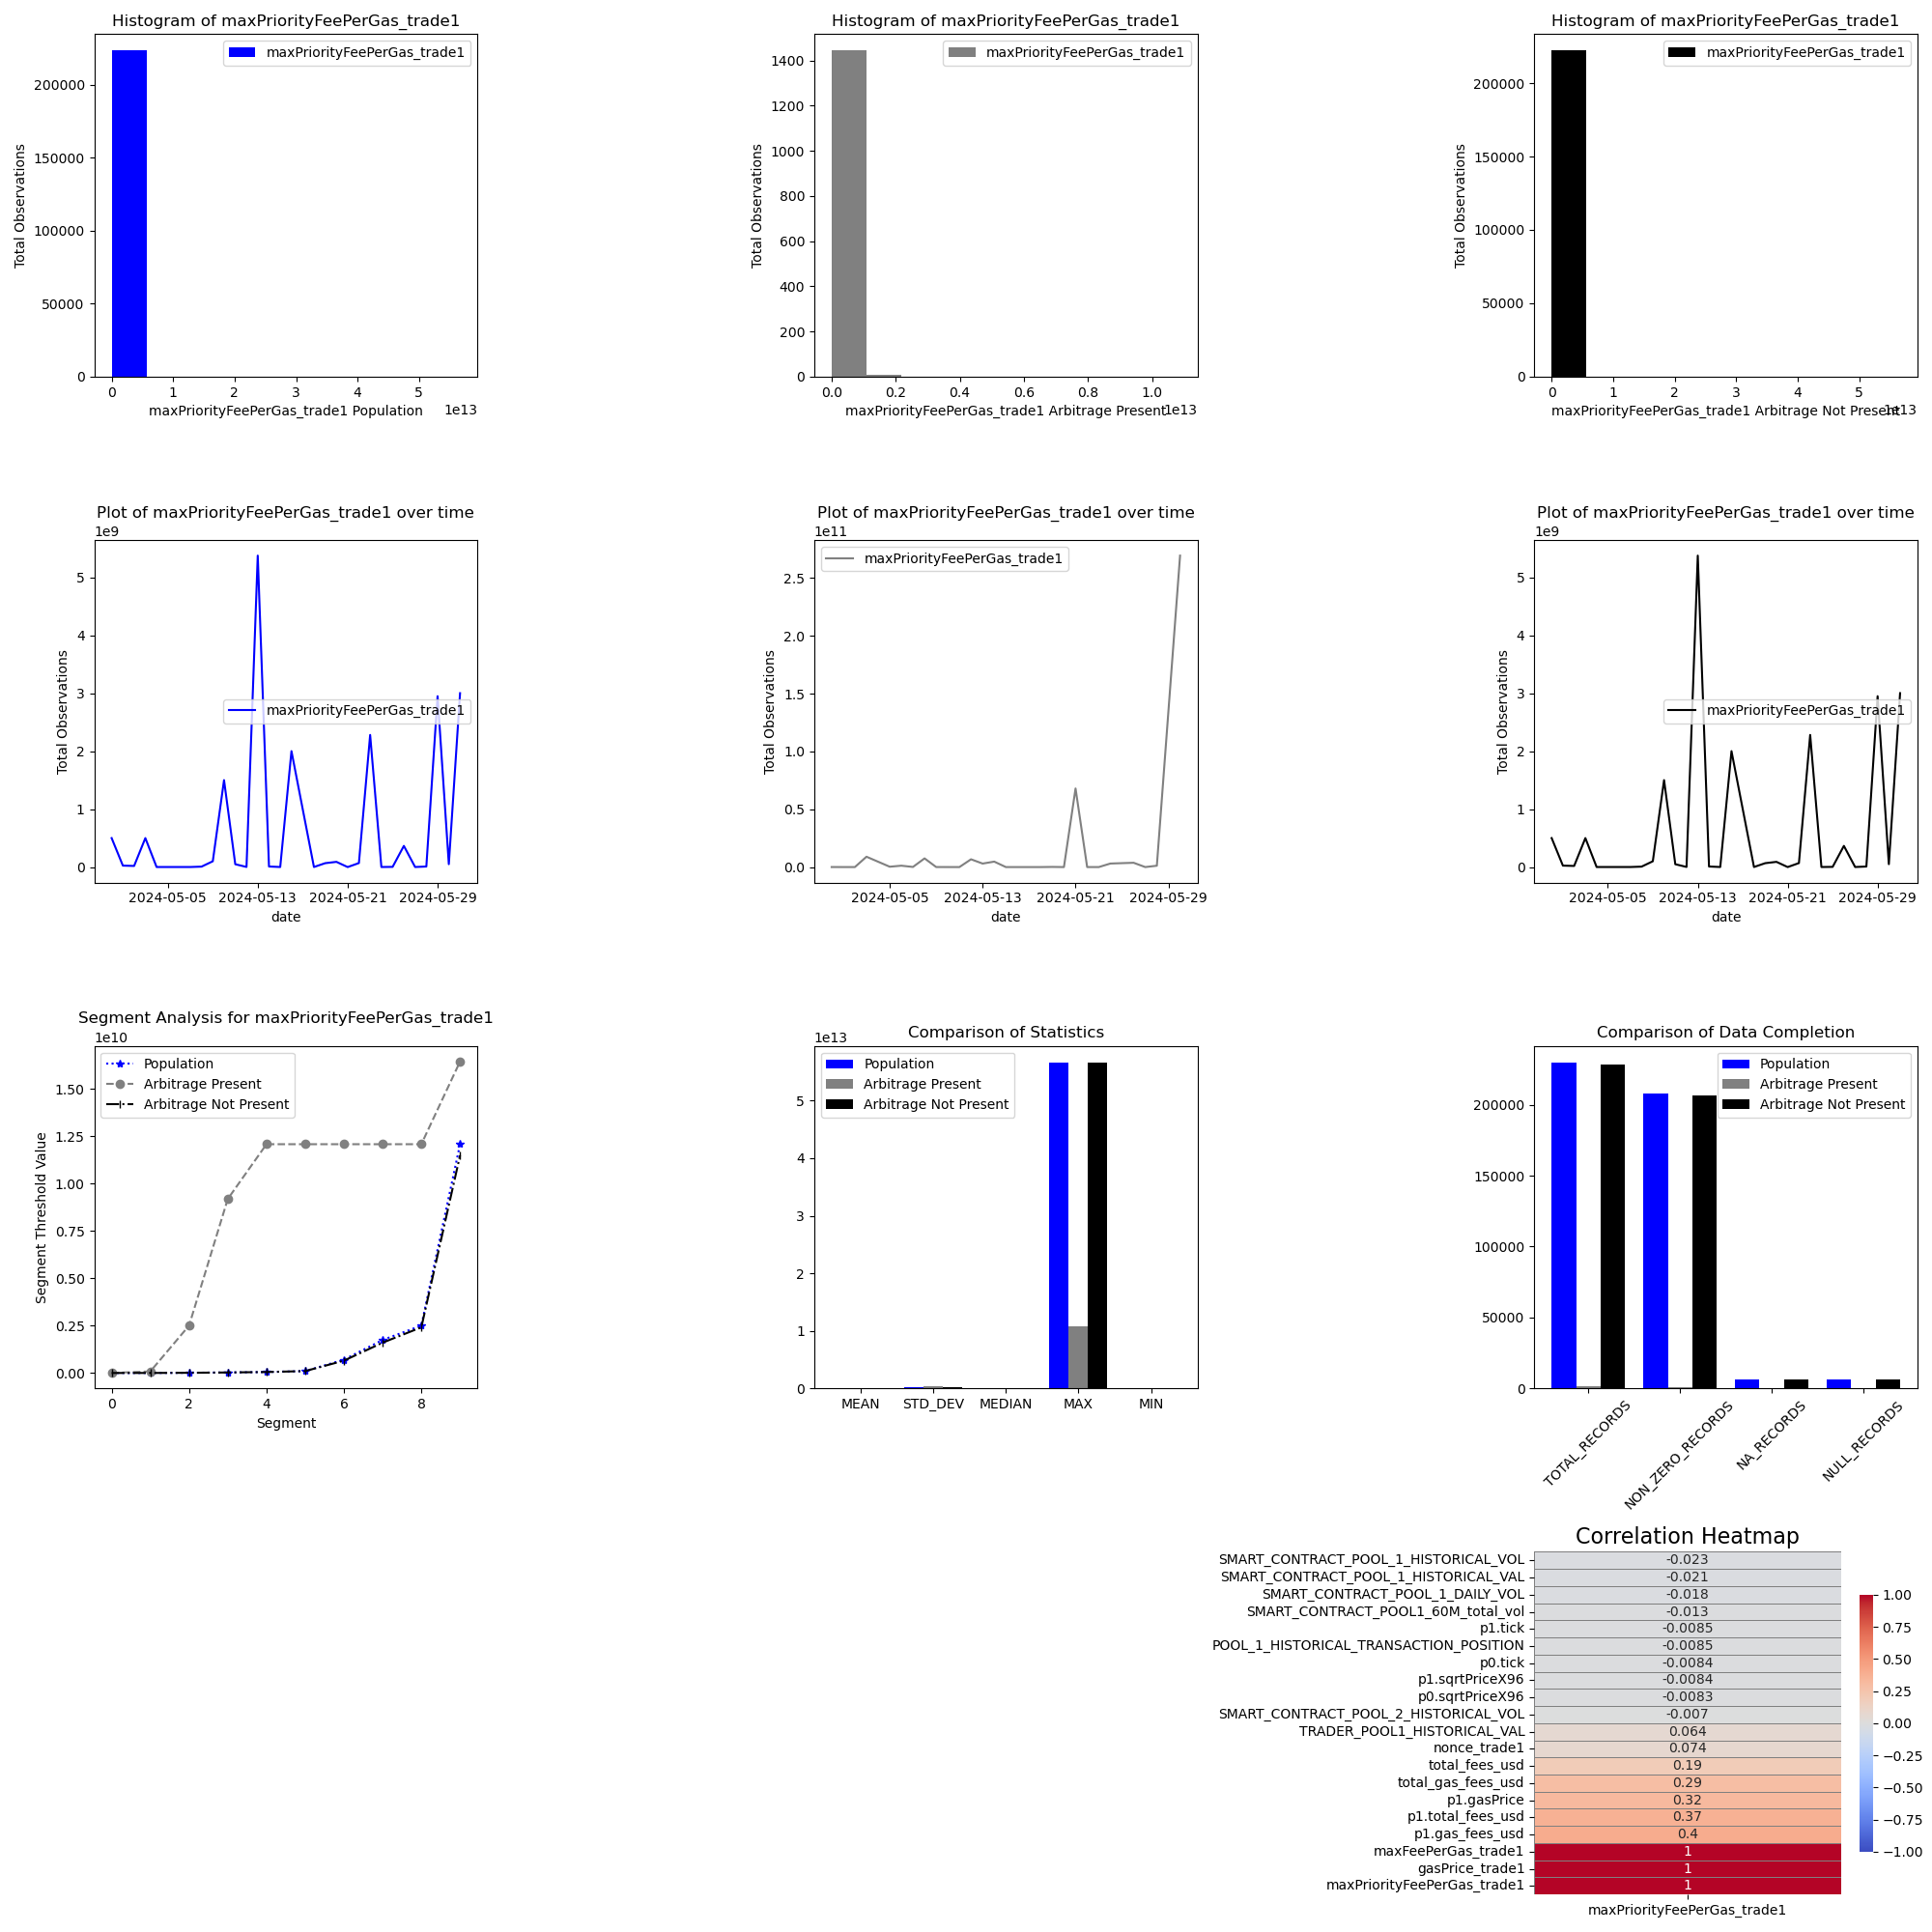 Histogram of maxPriorityFeePerGas_trade1
maxPriorityFeePerGas_trade1
Total Observations
200000
150000
100000
50000
0
0 1 2 3 4 5
1e13
maxPriorityFeePerGas_trade1 Population
Histogram of maxPriorityFeePerGas_trade1
maxPriorityFeePerGas_trade1
Total Observations
1400
1200
1000
800
600
400
200
0
0.0 0.2 0.4 0.6 0.8 1.0
1e13
maxPriorityFeePerGas_trade1 Arbitrage Present
Histogram of maxPriorityFeePerGas_trade1
maxPriorityFeePerGas_trade1
Total Observations
200000
150000
100000
50000
0
0 1 2 3 4 5
1e13
maxPriorityFeePerGas_trade1 Arbitrage Not Present
Plot of maxPriorityFeePerGas_trade1 over time
1e9
maxPriorityFeePerGas_trade1
Total Observations
5
4
3
2
1
0
2024-05-05 2024-05-13 2024-05-21 2024-05-29
date
Plot of maxPriorityFeePerGas_trade1 over time
1e11
maxPriorityFeePerGas_trade1
Total Observations
2.5
2.0
1.5
1.0
0.5
0.0
2024-05-05 2024-05-13 2024-05-21 2024-05-29
date
Plot of maxPriorityFeePerGas_trade1 over time
1e9
maxPriorityFeePerGas_trade1
Total Observations
5
4
3
2
1
0
2024-05-05 2024-05-13 2024-05-21 2024-05-29
date
Segment Analysis for maxPriorityFeePerGas_trade1
1e10
Population
Arbitrage Present
Arbitrage Not Present
Segment Threshold Value
1.50
1.25
1.00
0.75
0.50
0.25
0.00
0 2 4 6 8
Segment
Comparison of Statistics
1e13
Population
Arbitrage Present
Arbitrage Not Present
5
4
3
2
1
0
MEAN STD_DEV MEDIAN MAX MIN
Comparison of Data Completion
Population
Arbitrage Present
Arbitrage Not Present
200000
150000
100000
50000
0
TOTAL_RECORDS
NON_ZERO_RECORDS
NA_RECORDS
NULL_RECORDS
Correlation Heatmap
SMART_CONTRACT_POOL_1_HISTORICAL_VOL -0.023
SMART_CONTRACT_POOL_1_HISTORICAL_VAL -0.021
SMART_CONTRACT_POOL_1_DAILY_VOL -0.018
SMART_CONTRACT_POOL1_60M_total_vol -0.013
p1.tick -0.0085
POOL_1_HISTORICAL_TRANSACTION_POSITION -0.0085
p0.tick -0.0084
p1.sqrtPriceX96 -0.0084
p0.sqrtPriceX96 -0.0083
SMART_CONTRACT_POOL_2_HISTORICAL_VOL -0.007
TRADER_POOL1_HISTORICAL_VAL 0.064
nonce_trade1 0.074
total_fees_usd 0.19
total_gas_fees_usd 0.29
p1.gasPrice 0.32
p1.total_fees_usd 0.37
p1.gas_fees_usd 0.4
maxFeePerGas_trade1 1
gasPrice_trade1 1
maxPriorityFeePerGas_trade1 1
maxPriorityFeePerGas_trade1
1.00
0.75
0.50
0.25
0.00
−0.25
−0.50
−0.75
−1.00